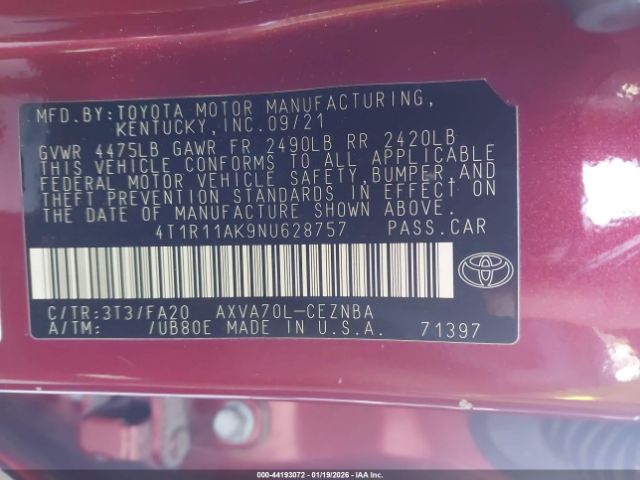 MFD.BY:TOYOTA MOTOR MANUFACTURING,
KENTUCKY, INC.09/21
GVWR 4475LB GAWR FR 2490LB RR 2420LB
THIS VEHICLE CONFORMS TO ALL APPLICABLE
FEDERAL MOTOR VEHICLE SAFETY,BUMPER,AND
THEFT PREVENTION STANDARDS IN EFFECT ON
THE DATE OF MANUFACTURE SHOWN ABOVE.
4T1R11AK9NU628757 PASS.CAR
C/TR:3T3/FA20 AXVA70L-CEZNBA
A/TM: /UB80E MADE IN U.S.A. 71397
000-44193072 | 01/19/2026 | IAA Inc.